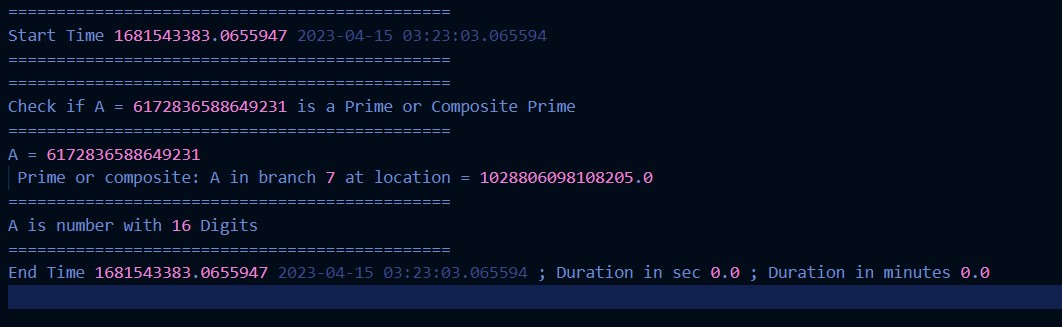 ==============================================
Start Time 1681543383.0655947 2023-04-15 03:23:03.065594
==============================================
==============================================
Check if A = 6172836588649231 is a Prime or Composite Prime
==============================================
A = 6172836588649231
Prime or composite: A in branch 7 at location = 1028806098108205.0
==============================================
A is number with 16 Digits
==============================================
End Time 1681543383.0655947 2023-04-15 03:23:03.065594 ; Duration in sec 0.0 ; Duration in minutes 0.0